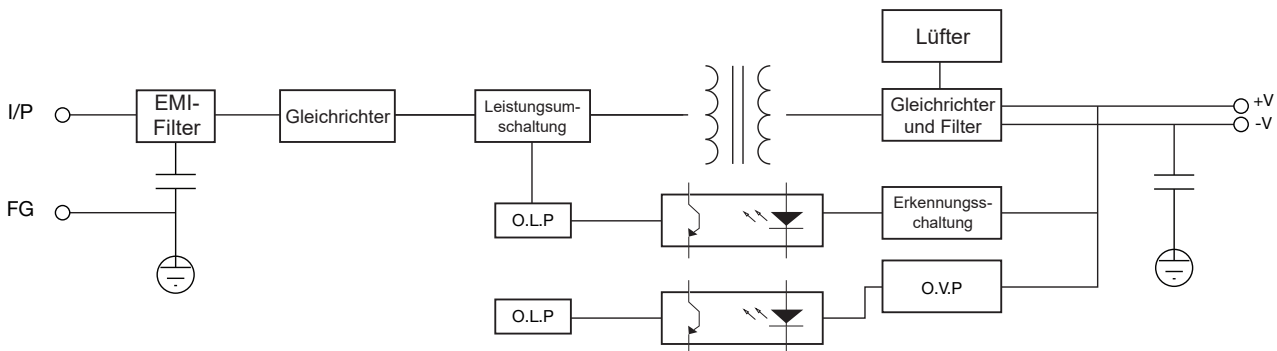 Lüfter
I/P
EMI-
Filter
Gleichrichter
Leistungsum-
schaltung
Gleichrichter
und Filter
+V
-V
FG
O.L.P
Erkennungss-
chaltung
O.L.P
O.V.P